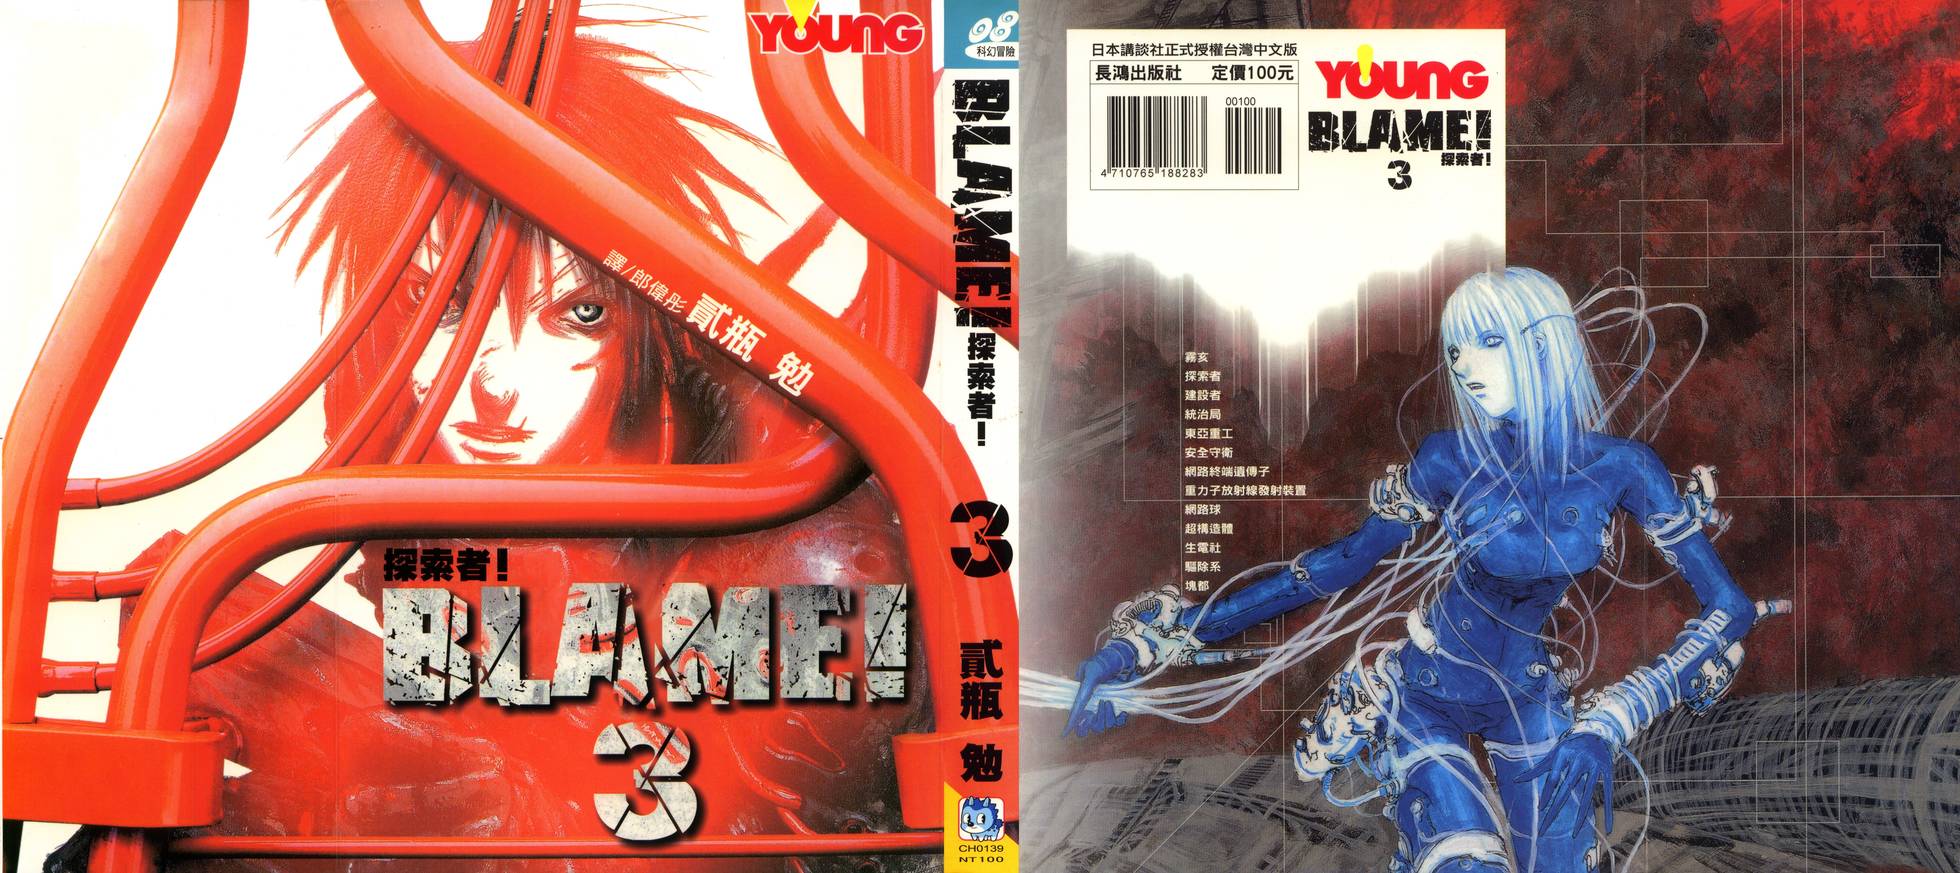 YOUNG
譯/郎偉彤 貳瓶 勉
探索者!
BLAME!
3
08
科幻冒險
BLAME!探索者!
3
貳瓶 勉
CH0139
NT100
日本講談社正式授權台灣中文版
長鴻出版社 定價100元
00100
4 710765 188283
YOUNG
BLAME!
探索者!
3
霧亥
探索者
建設者
統治局
東亞重工
安全守衛
網路終端遺傳子
重力子放射線發射裝置
網路球
超構造體
生電社
驅除系
塊都